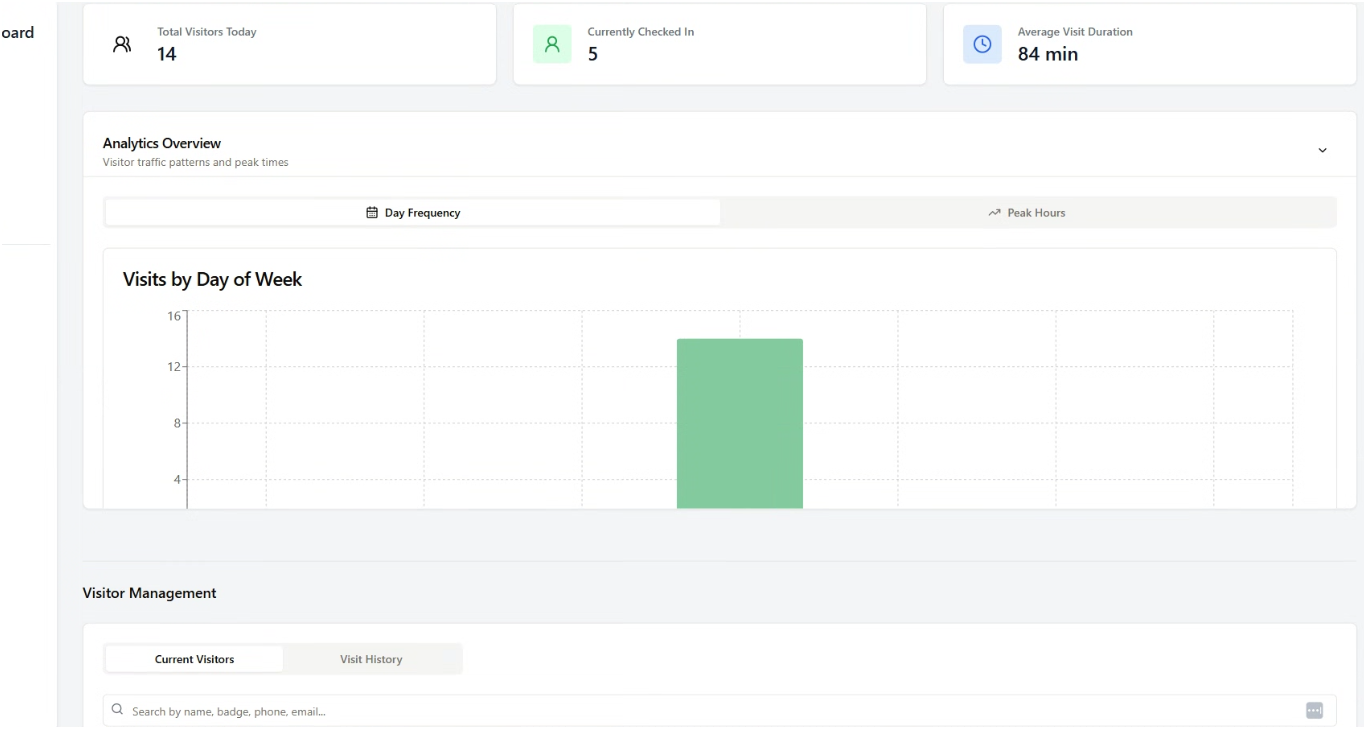 oard
Total Visitors Today
14
Currently Checked In
5
Average Visit Duration
84 min
Analytics Overview
Visitor traffic patterns and peak times
Day Frequency
Peak Hours
Visits by Day of Week
16
12
8
4
Visitor Management
Current Visitors
Visit History
Search by name, badge, phone, email...